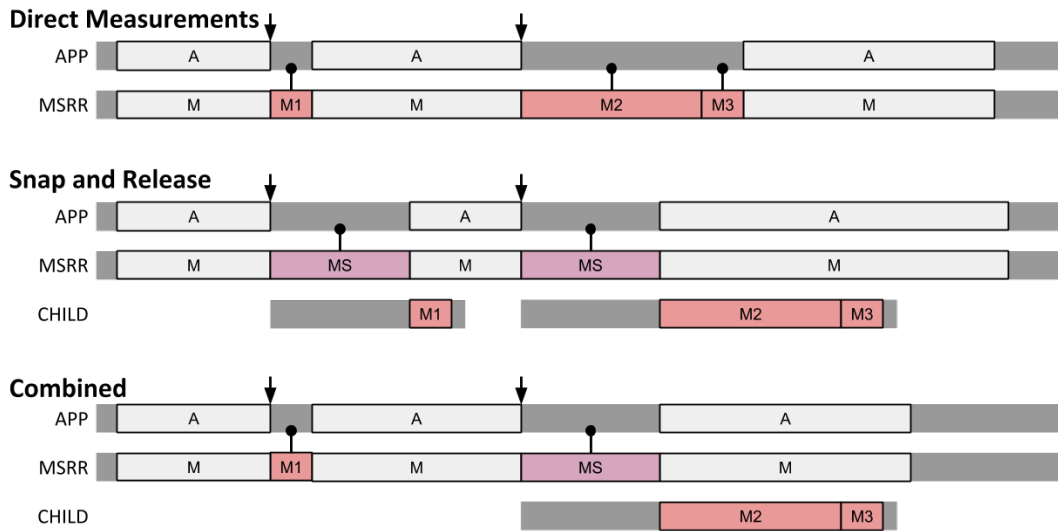 Direct Measurements
APP A A A
MSRR M M1 M M2 M3 M
Snap and Release
APP A A A
MSRR M MS M MS M
CHILD M1 M2 M3
Combined
APP A A A
MSRR M M1 M MS M
CHILD M2 M3